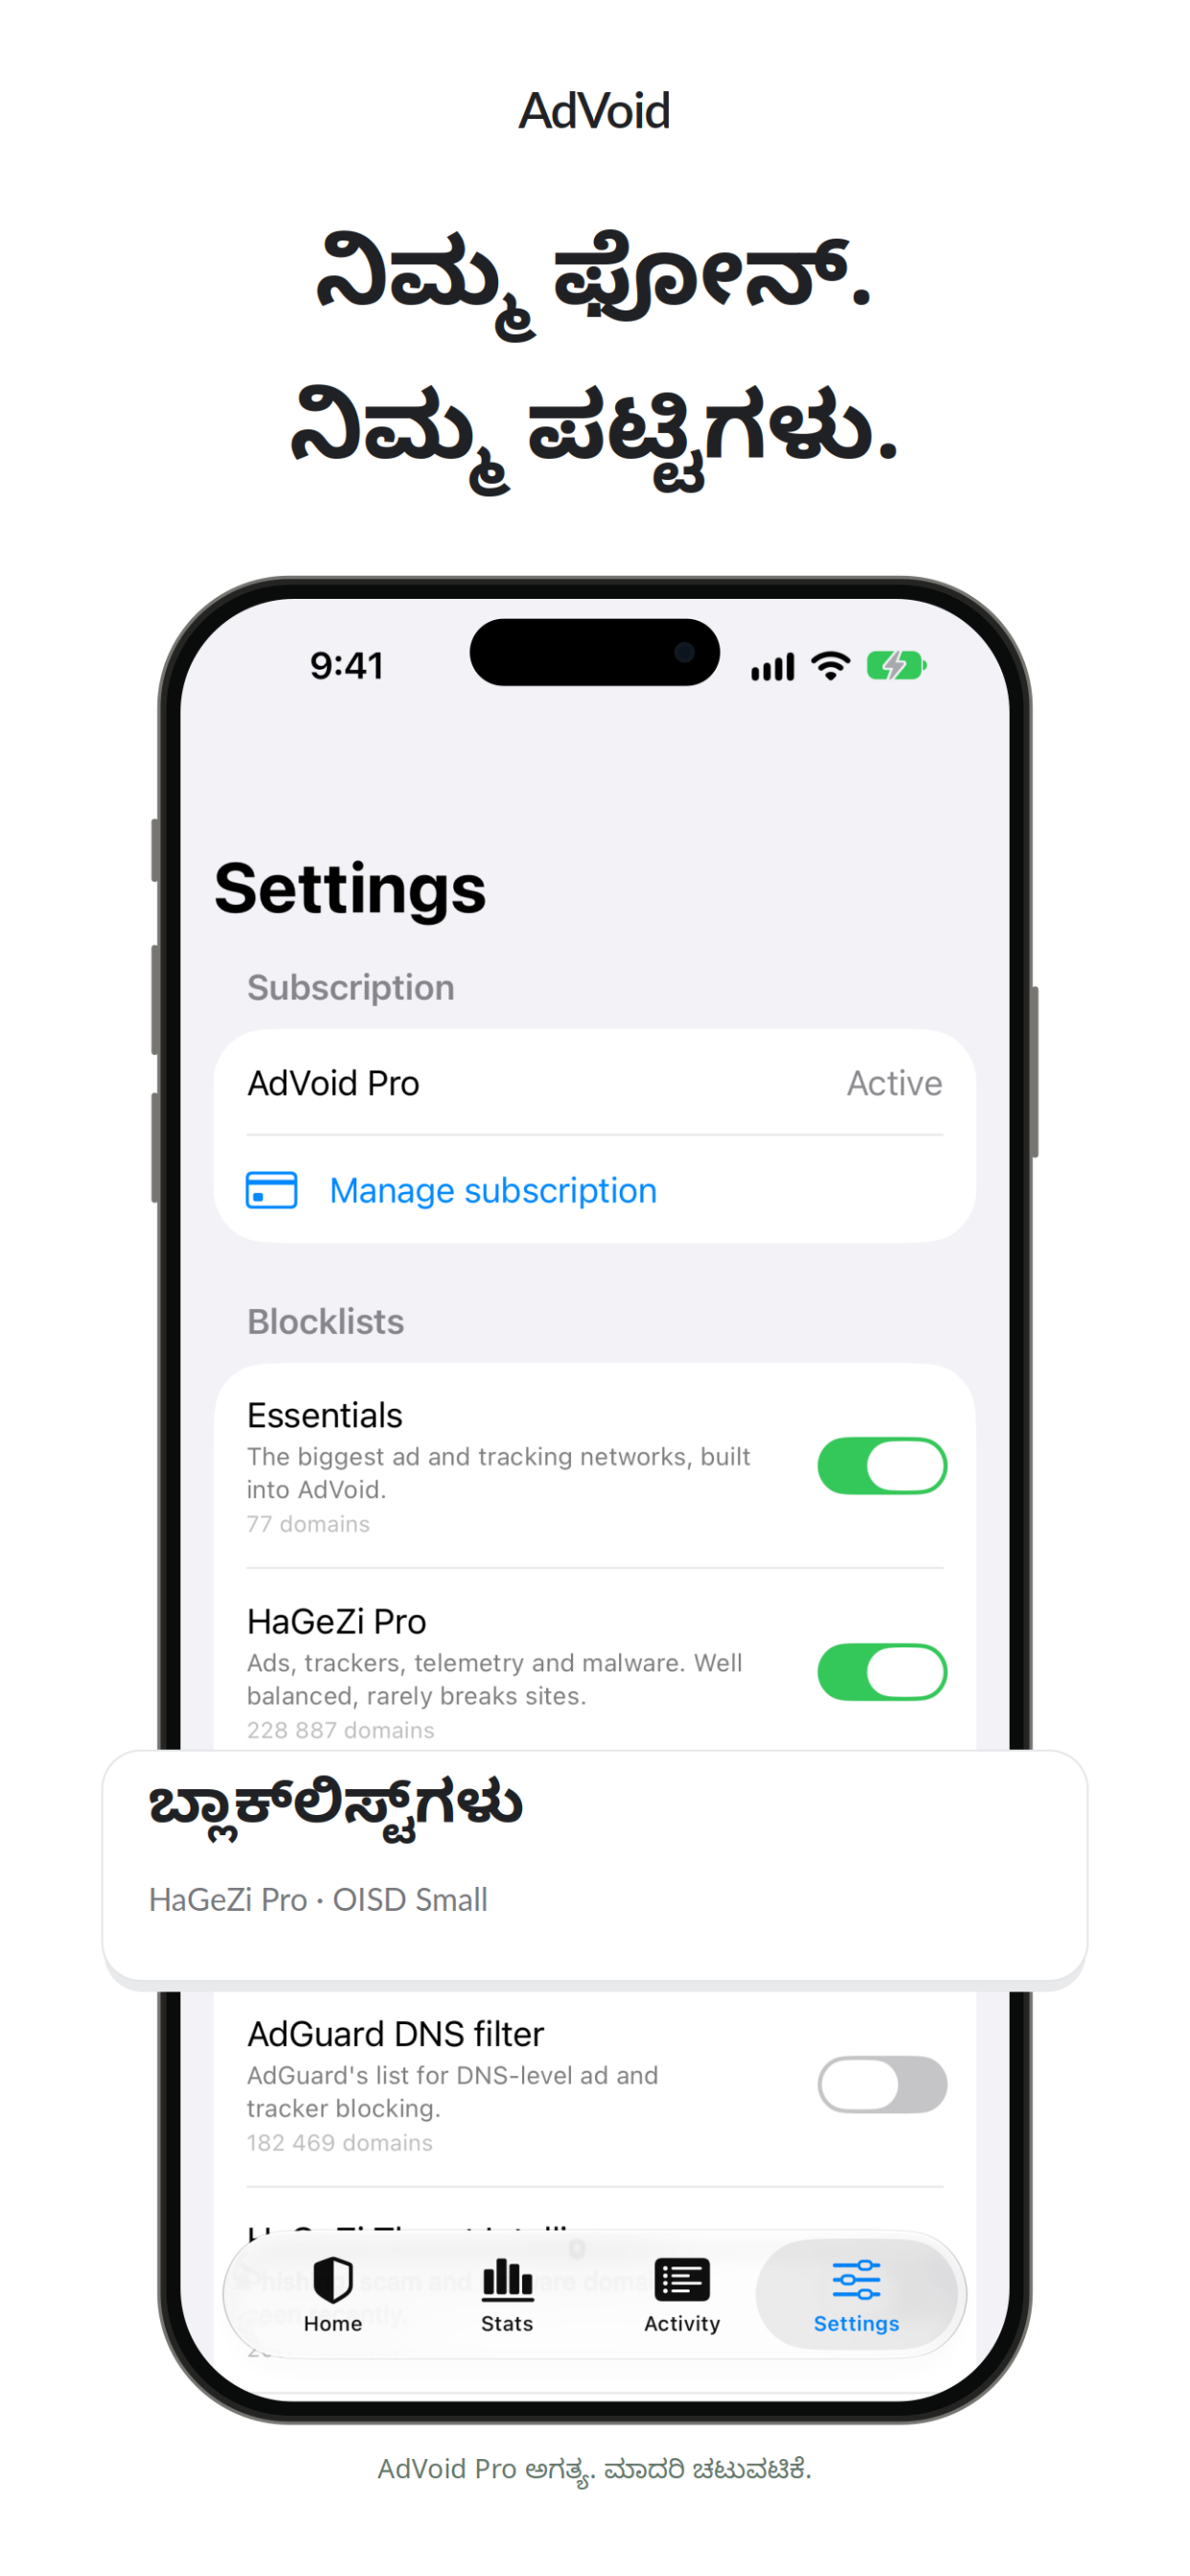 AdVoid
ನಿಮ್ಮ ಫೋನ್.
ನಿಮ್ಮ ಪಟ್ಟಿಗಳು.
9:41
Settings
Subscription
AdVoid Pro Active
Manage subscription
Blocklists
Essentials
The biggest ad and tracking networks, built
into AdVoid.
77 domains
HaGeZi Pro
Ads, trackers, telemetry and malware. Well
balanced, rarely breaks sites.
228 887 domains
ಬ್ಲಾಕ್‌ಲಿಸ್ಟ್‌ಗಳು
HaGeZi Pro · OISD Small
AdGuard DNS filter
AdGuard's list for DNS-level ad and
tracker blocking.
182 469 domains
Home Stats Activity Settings
AdVoid Pro ಅಗತ್ಯ. ಮಾದರಿ ಚಟುವಟಿಕೆ.